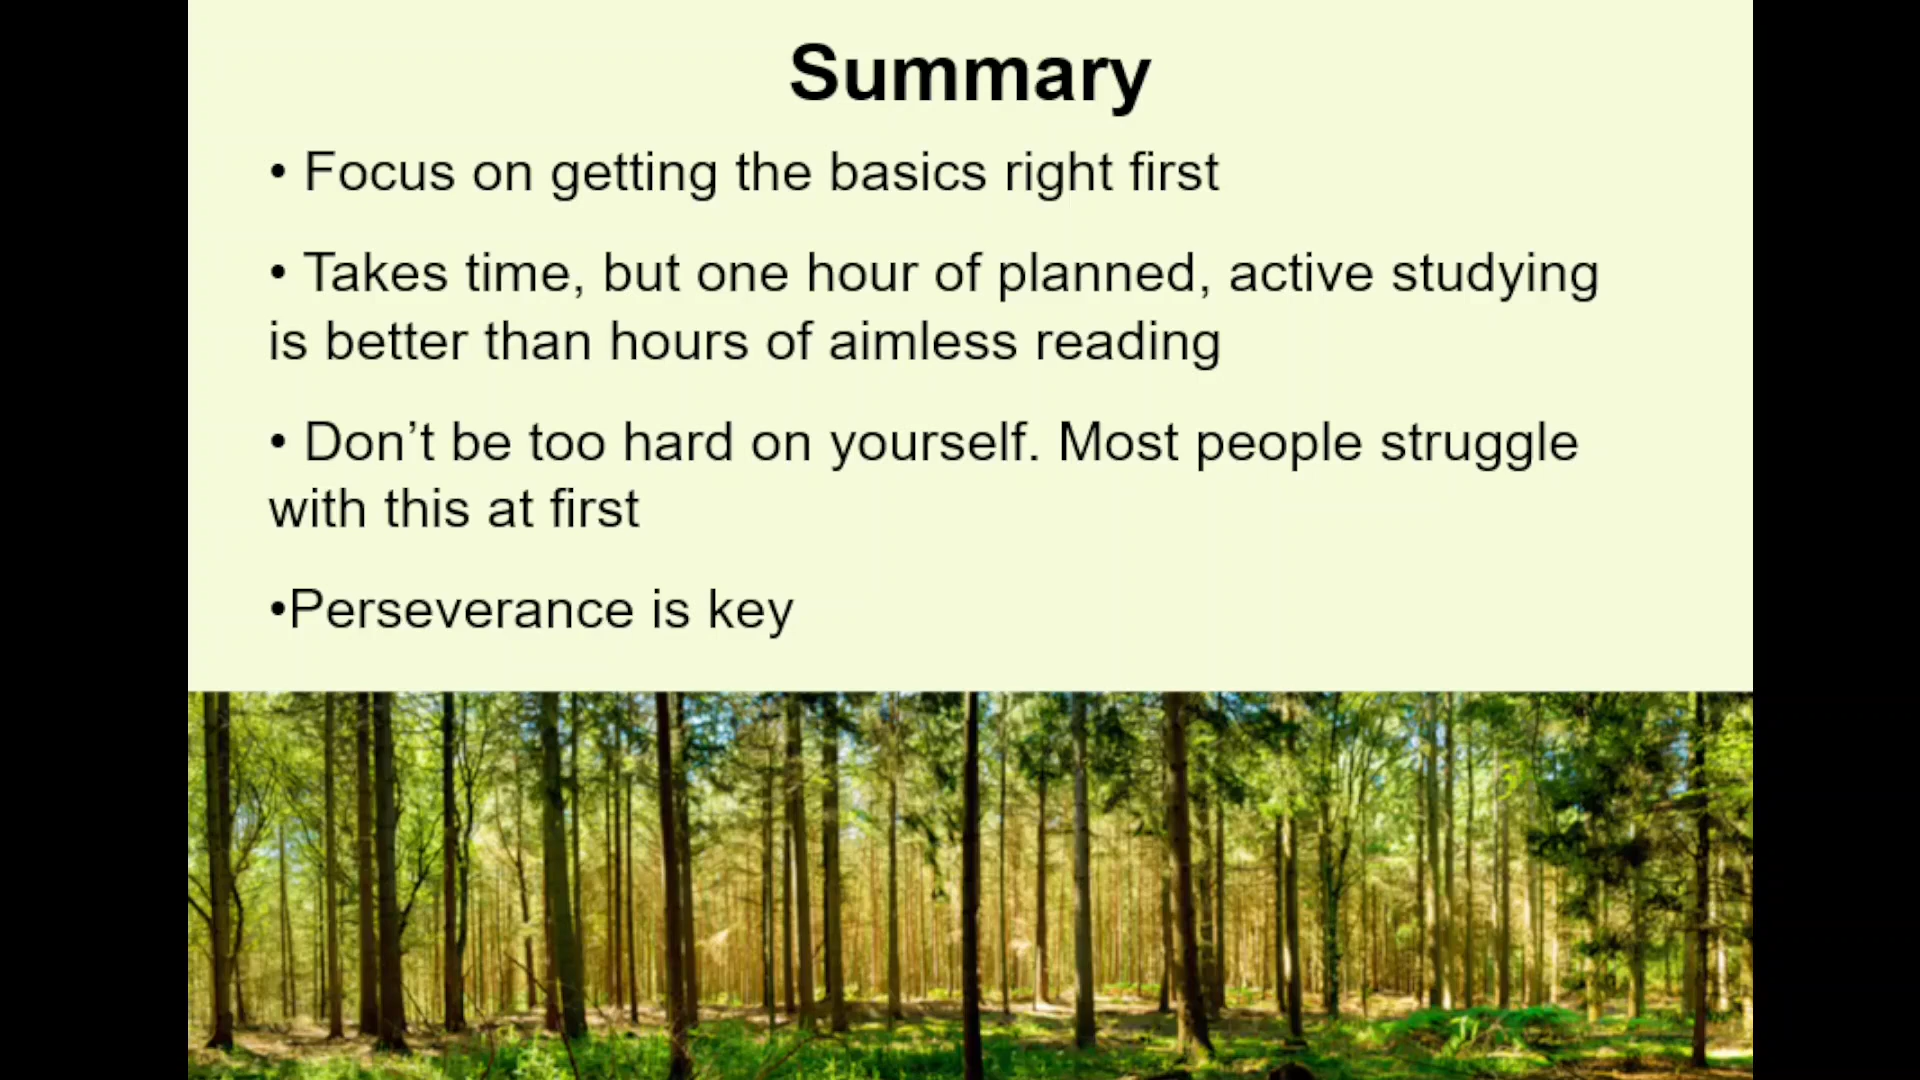 Summary
• Focus on getting the basics right first
• Takes time, but one hour of planned, active studying
is better than hours of aimless reading
• Don’t be too hard on yourself. Most people struggle
with this at first
•Perseverance is key